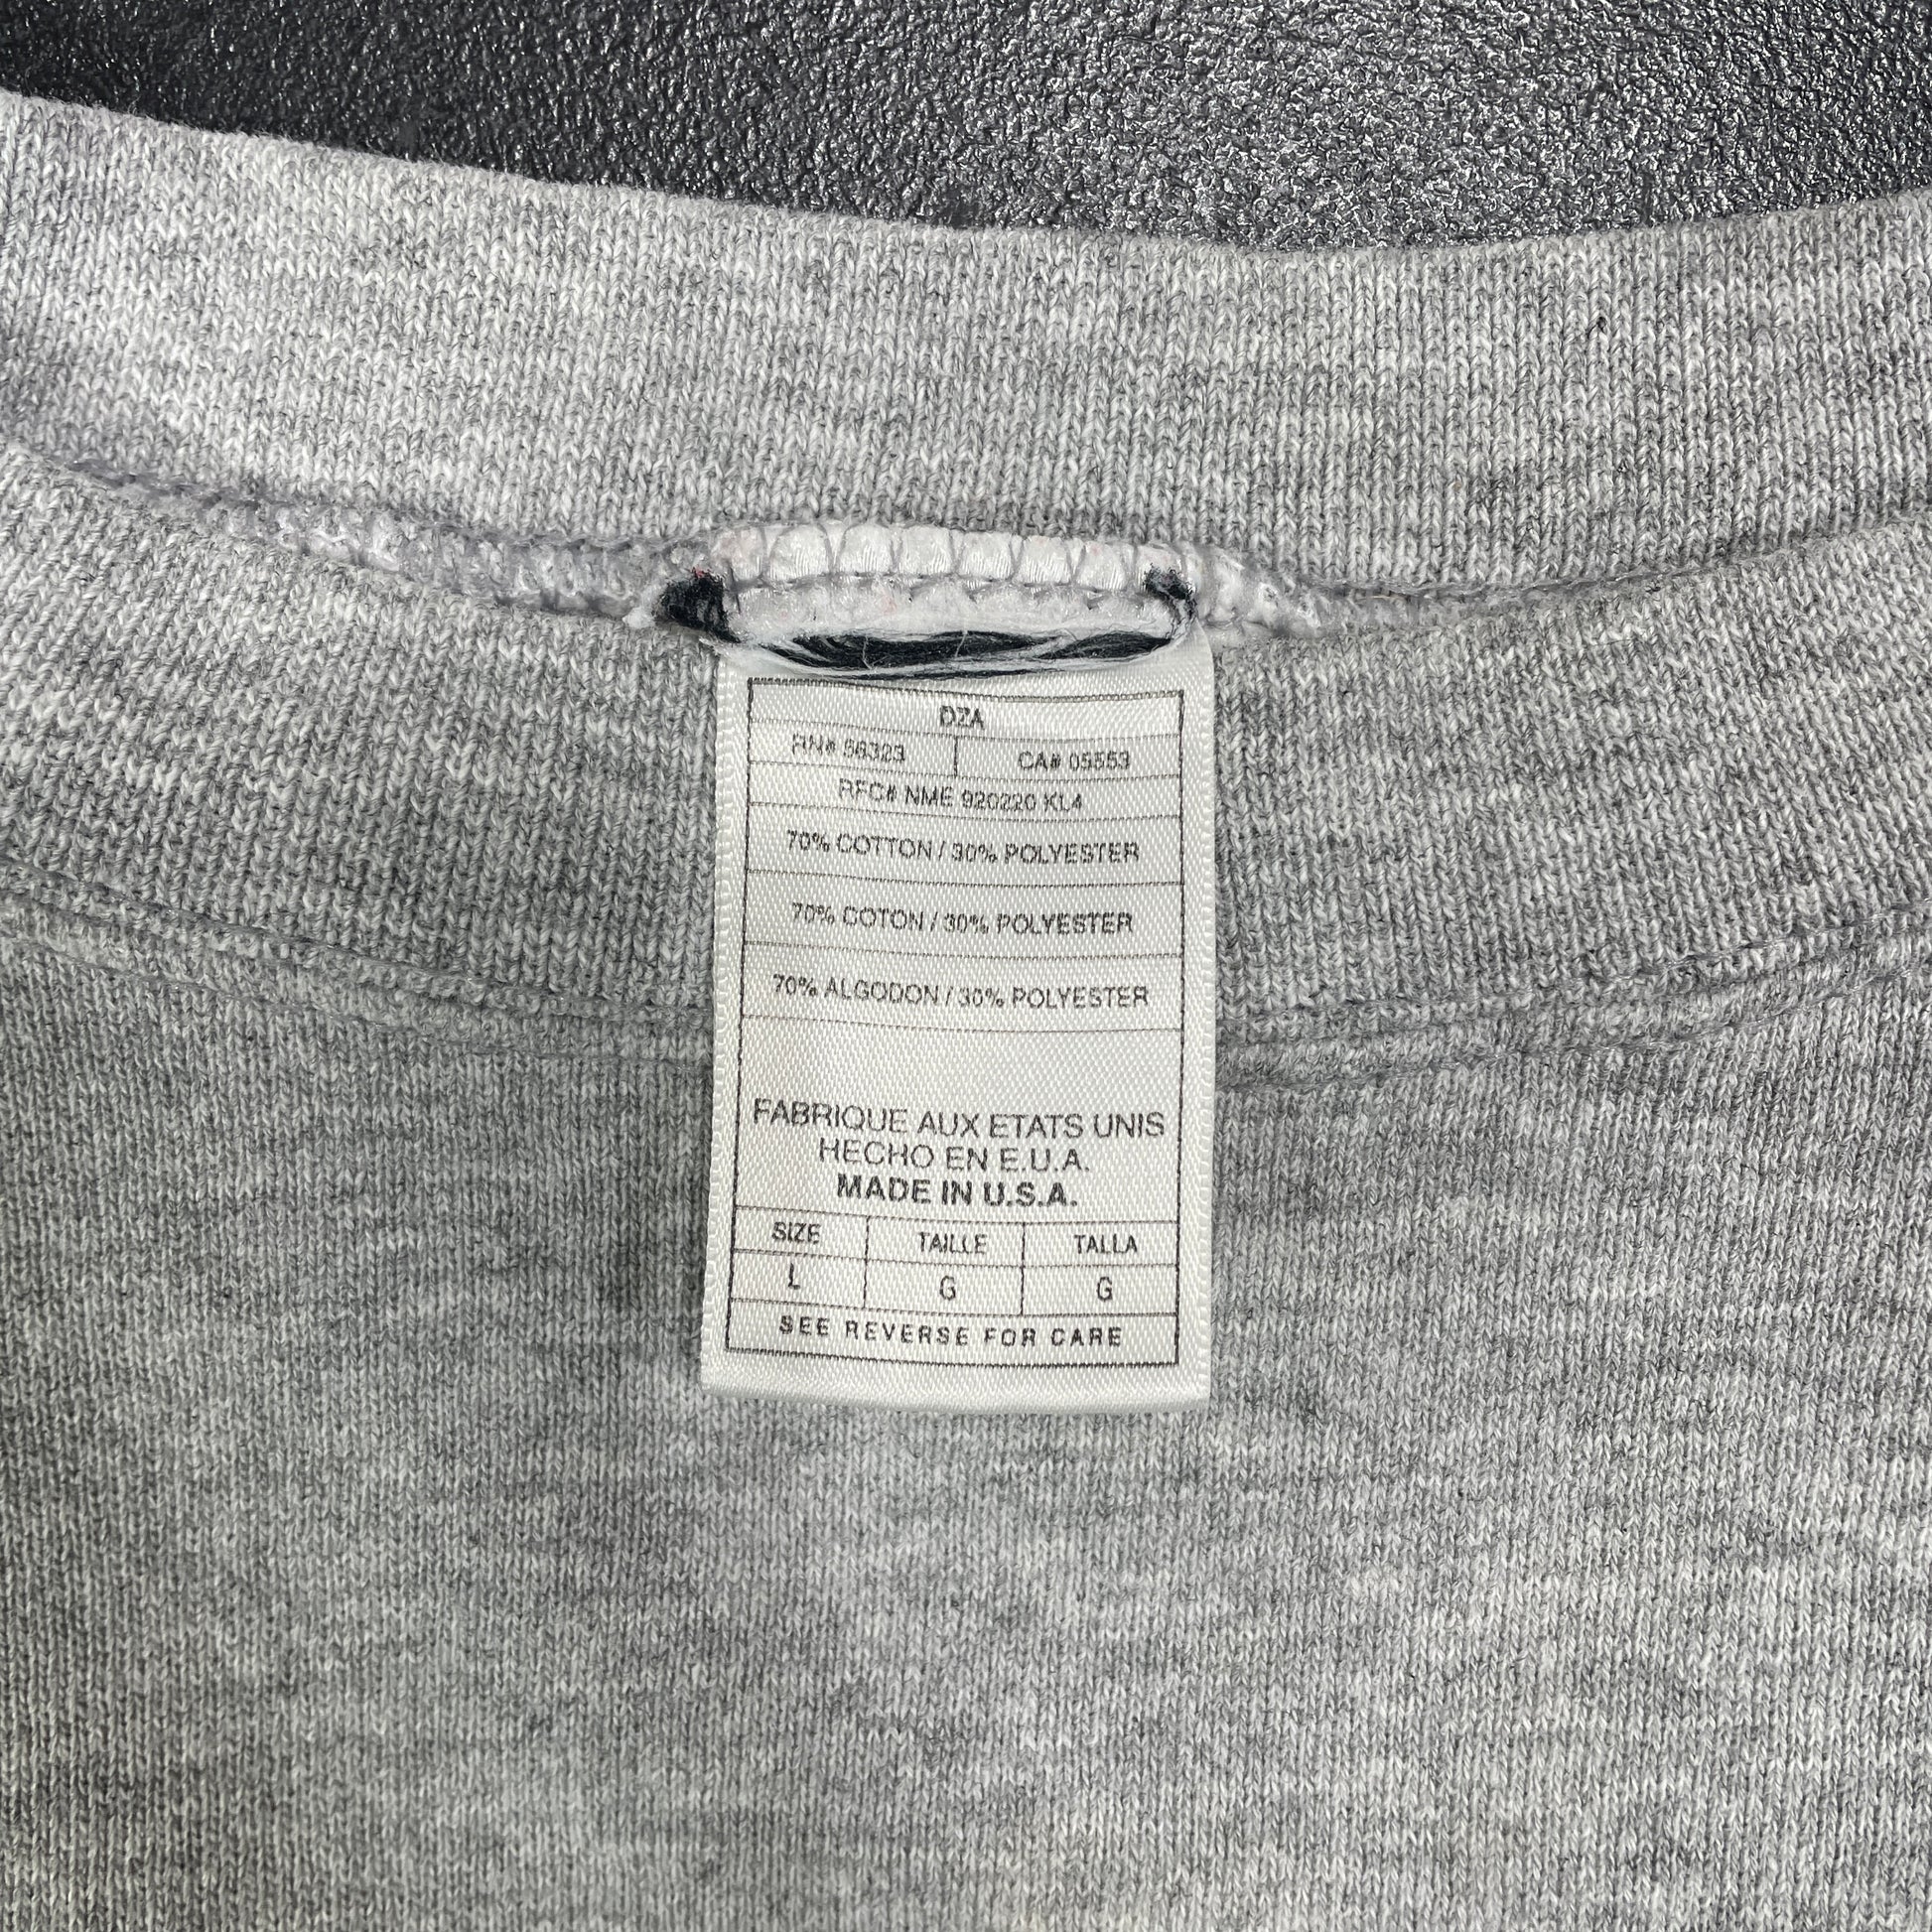 DZA
RN# 56323 CA# 05553
RFC# NME 920220 KL4
70% COTTON / 30% POLYESTER
70% COTON / 30% POLYESTER
70% ALGODON / 30% POLYESTER
FABRIQUE AUX ETATS UNIS
HECHO EN E.U.A.
MADE IN U.S.A.
SIZE TAILLE TALLA
L G G
SEE REVERSE FOR CARE